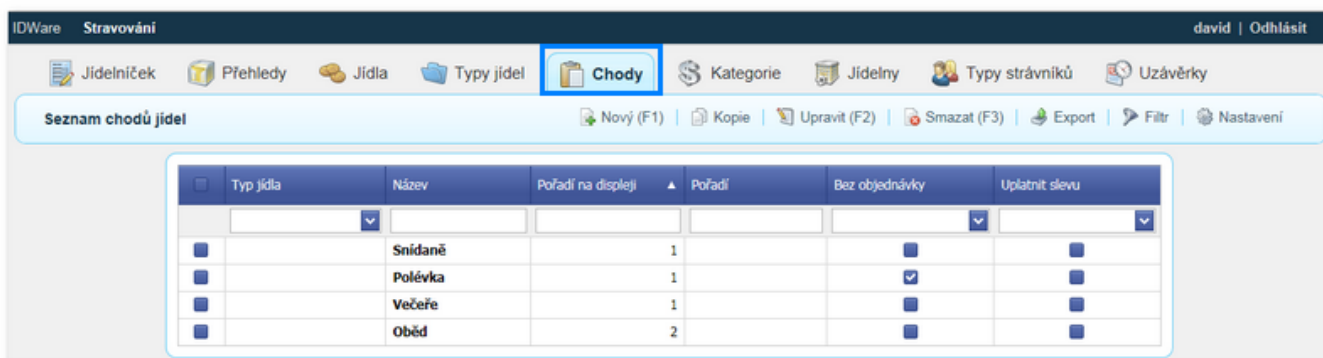 IDWare Stravování david | Odhlásit
Jídelníček Přehledy Jídla Typy jídel Chody Kategorie Jídelny Typy strávníků Uzávěrky
Seznam chodů jídel Nový (F1) | Kopie | Upravit (F2) | Smazat (F3) | Export | Filtr | Nastavení
Typ jídla Název Pořadí na displeji ▲ Pořadí Bez objednávky Uplatnit slevu
Snídaně 1
Polévka 1
Večeře 1
Oběd 2